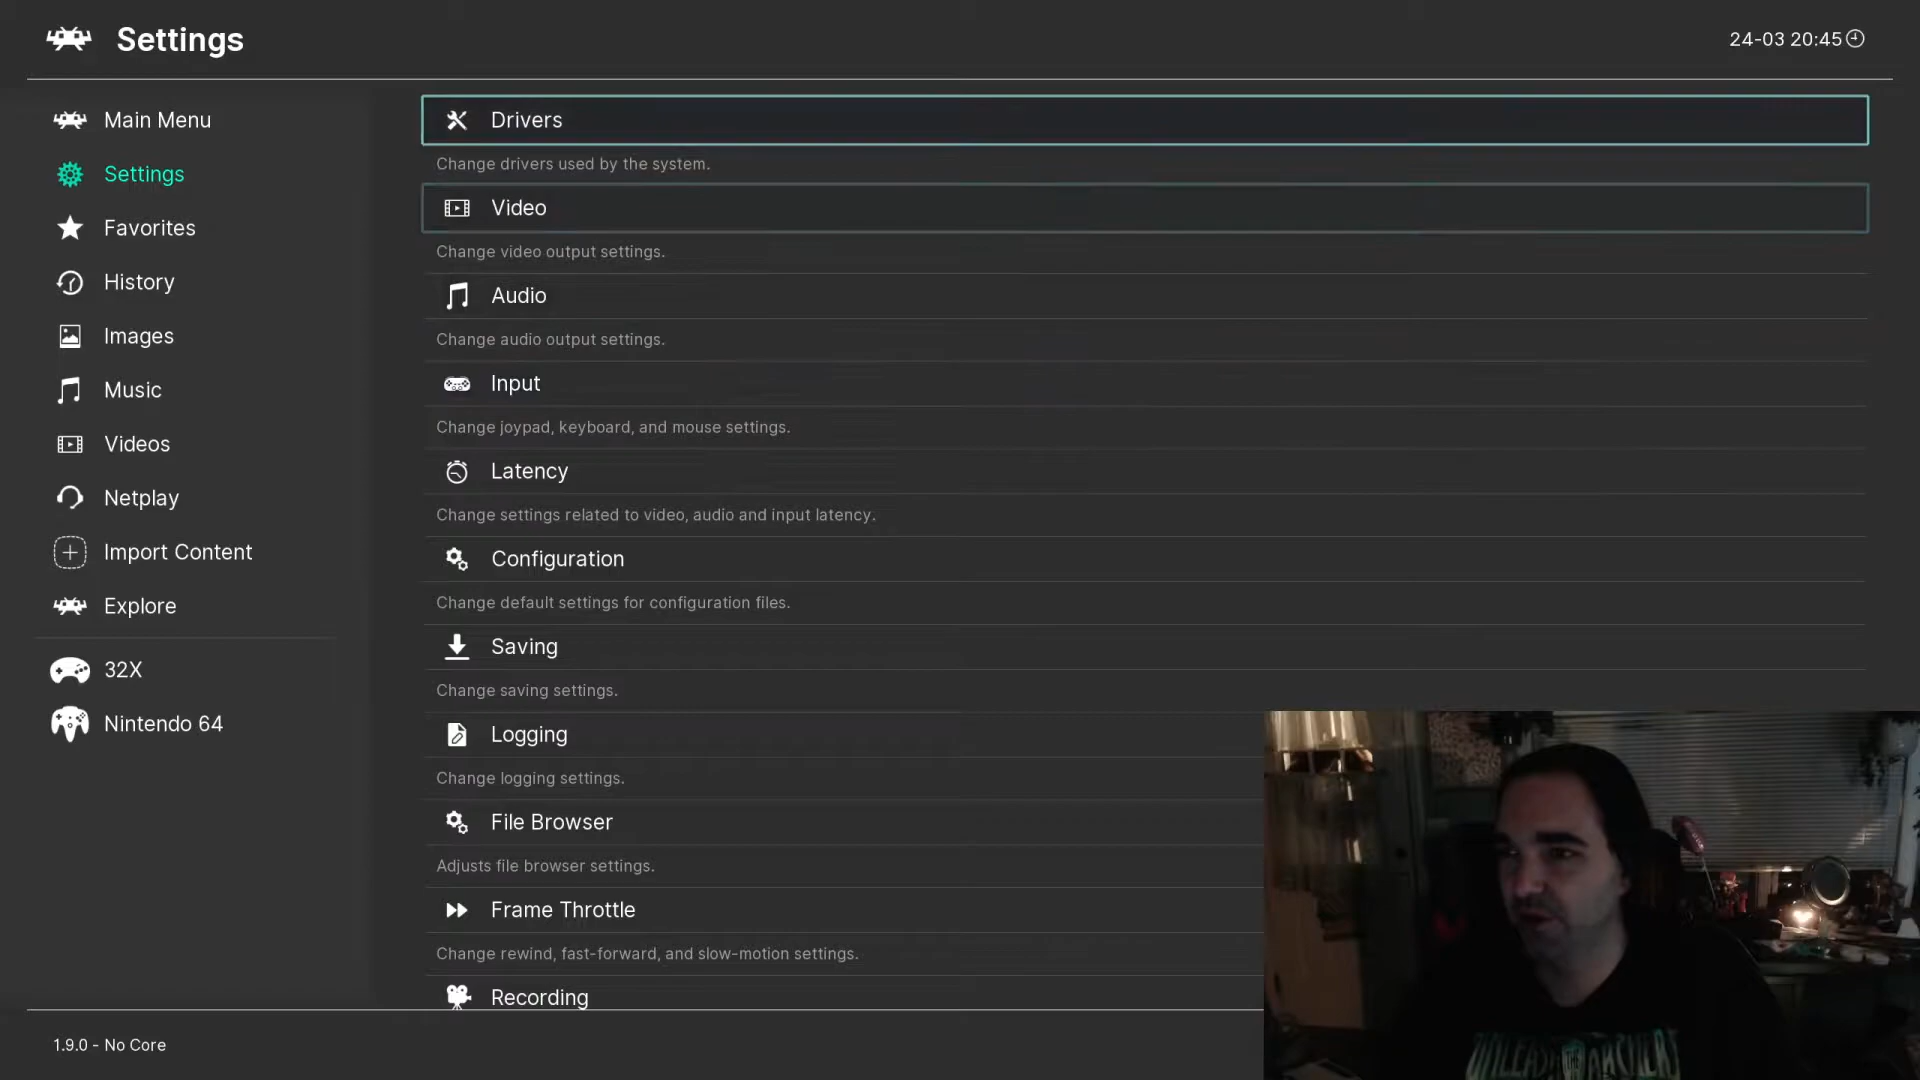 Settings
24-03 20:45
Main Menu
Settings
Favorites
History
Images
Music
Videos
Netplay
Import Content
Explore
32X
Nintendo 64
Drivers
Change drivers used by the system.
Video
Change video output settings.
Audio
Change audio output settings.
Input
Change joypad, keyboard, and mouse settings.
Latency
Change settings related to video, audio and input latency.
Configuration
Change default settings for configuration files.
Saving
Change saving settings.
Logging
Change logging settings.
File Browser
Adjusts file browser settings.
Frame Throttle
Change rewind, fast-forward, and slow-motion settings.
Recording
1.9.0 - No Core
UNLEASH THE ARCHERS